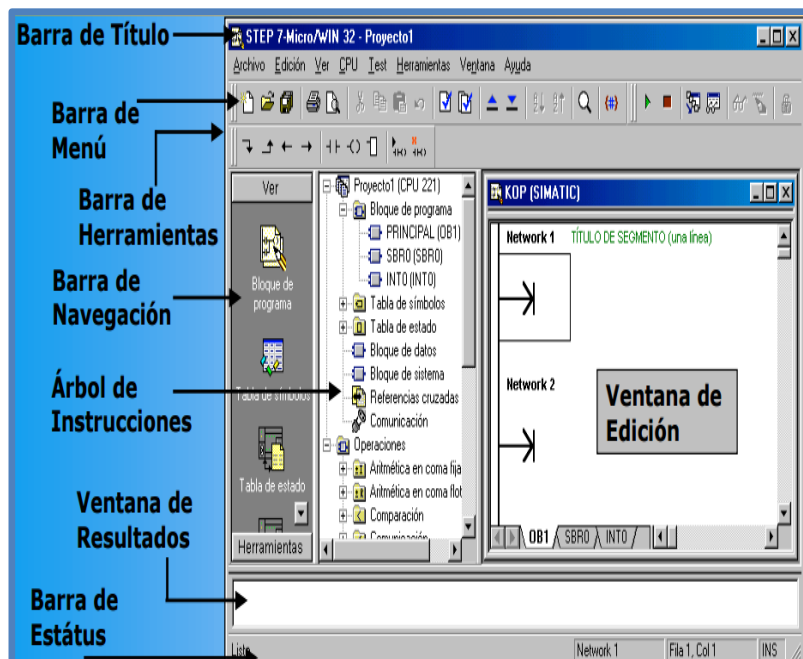 Barra de Título
STEP 7-Micro/WIN 32 - Proyecto1
Archivo Edición Ver CPU Test Herramientas Ventana Ayuda
Barra de
Menú
Barra de
Herramientas
Barra de
Navegación
Árbol de
Instrucciones
Ventana de
Resultados
Barra de
Estátus
Ver
Bloque de
programa
Tabla de símbolos
Tabla de estado
Herramientas
Proyecto1 (CPU 221)
Bloque de programa
PRINCIPAL (OB1)
SBR0 (SBR0)
INT0 (INT0)
Tabla de símbolos
Tabla de estado
Bloque de datos
Bloque de sistema
Referencias cruzadas
Comunicación
Operaciones
Aritmética en coma fija
Aritmética en coma flot
Comparación
Comunicación
KOP (SIMATIC)
Network 1 TÍTULO DE SEGMENTO (una línea)
Network 2
Ventana de
Edición
OB1 SBR0 INT0
Listo
Network 1 Fila 1, Col 1 INS